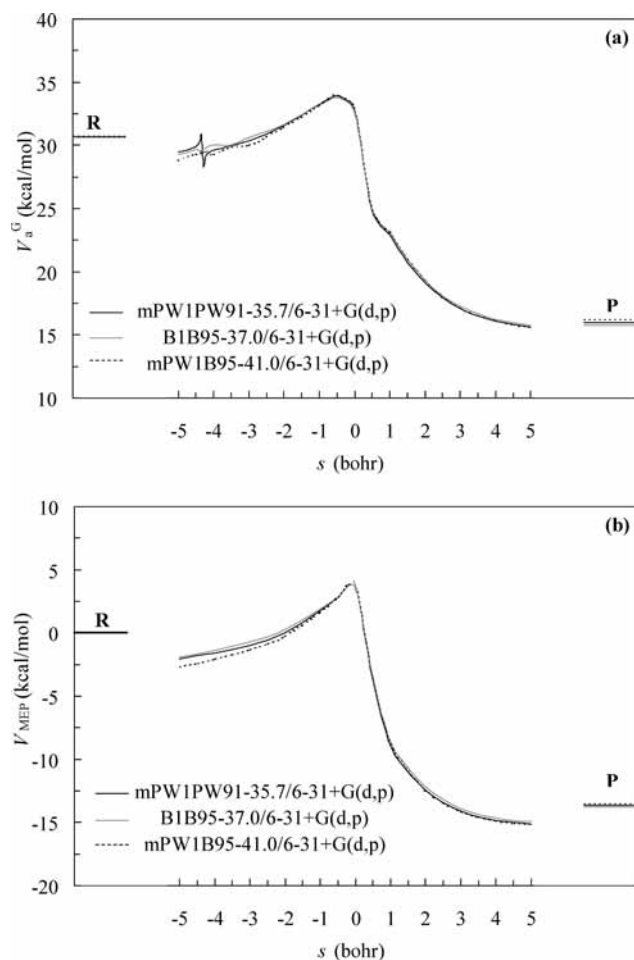 (a)
40
35
30
25
20
15
10
R
P
V_a^G (kcal/mol)
mPW1PW91-35.7/6-31+G(d,p)
B1B95-37.0/6-31+G(d,p)
mPW1B95-41.0/6-31+G(d,p)
-5 -4 -3 -2 -1 0 1 2 3 4 5
s (bohr)
(b)
10
5
0
-5
-10
-15
-20
R
P
V_MEP (kcal/mol)
mPW1PW91-35.7/6-31+G(d,p)
B1B95-37.0/6-31+G(d,p)
mPW1B95-41.0/6-31+G(d,p)
-5 -4 -3 -2 -1 0 1 2 3 4 5
s (bohr)